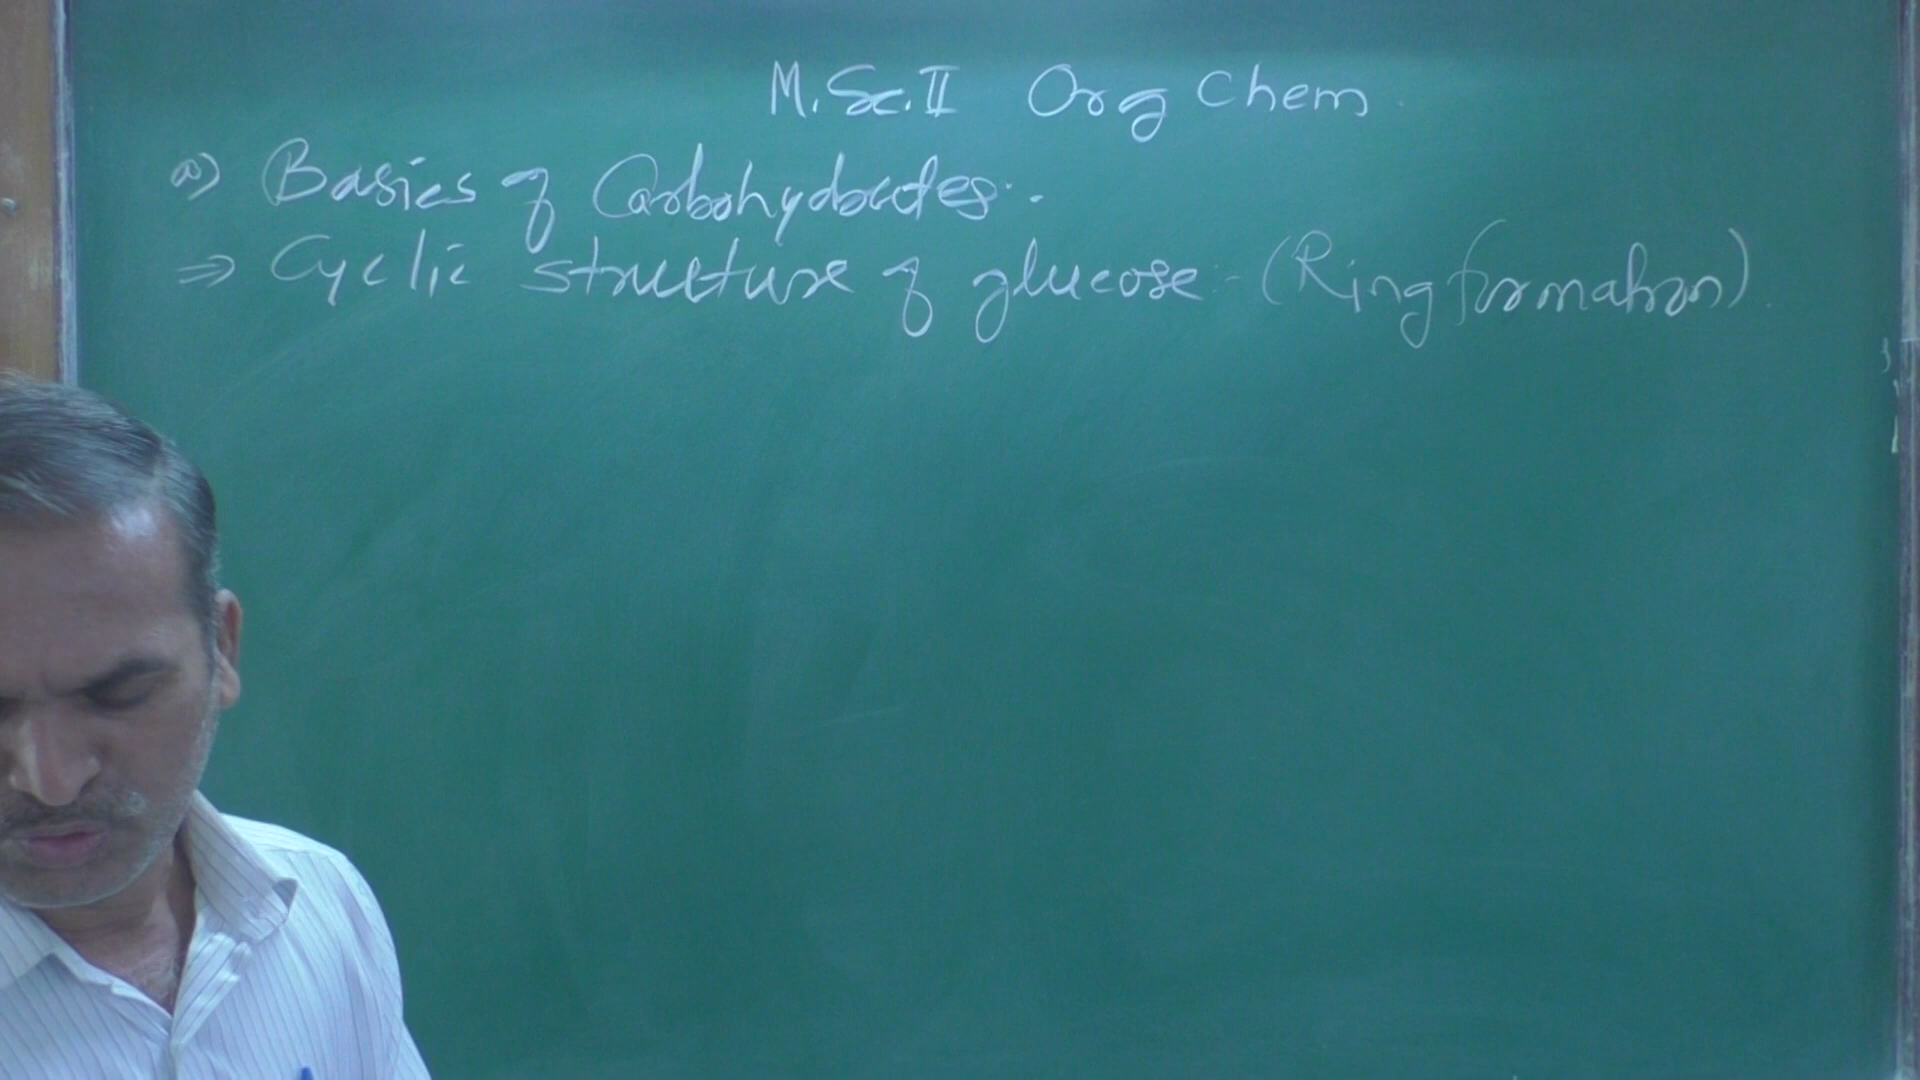 M.Sc.II Org Chem
a) Basics of Carbohydrates:-
⇒ Cyclic structure of glucose:- (Ring formation)